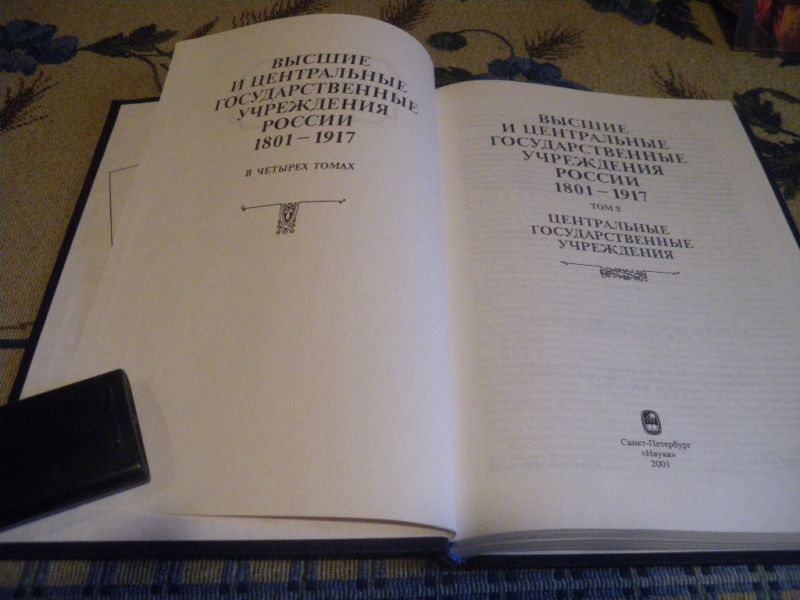 ВЫСШИЕ
И ЦЕНТРАЛЬНЫЕ
ГОСУДАРСТВЕННЫЕ
УЧРЕЖДЕНИЯ
РОССИИ
1801–1917
В ЧЕТЫРЕХ ТОМАХ
ВЫСШИЕ
И ЦЕНТРАЛЬНЫЕ
ГОСУДАРСТВЕННЫЕ
УЧРЕЖДЕНИЯ
РОССИИ
1801–1917
ТОМ 2
ЦЕНТРАЛЬНЫЕ
ГОСУДАРСТВЕННЫЕ
УЧРЕЖДЕНИЯ
Санкт-Петербург
«Наука»
2001